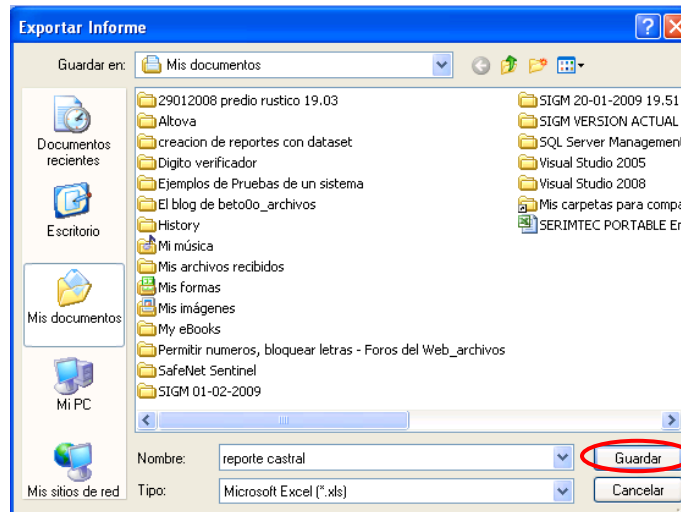 Exportar Informe
Guardar en:
Mis documentos
Documentos
recientes
Escritorio
Mis documentos
Mi PC
Mis sitios de red
29012008 predio rustico 19.03
Altova
creacion de reportes con dataset
Digito verificador
Ejemplos de Pruebas de un sistema
El blog de beto0o_archivos
History
Mi música
Mis archivos recibidos
Mis formas
Mis imágenes
My eBooks
Permitir numeros, bloquear letras - Foros del Web_archivos
SafeNet Sentinel
SIGM 01-02-2009
SIGM 20-01-2009 19.51
SIGM VERSION ACTUAL
SQL Server Management
Visual Studio 2005
Visual Studio 2008
Mis carpetas para compa
SERIMTEC PORTABLE En
Nombre:
reporte castral
Guardar
Tipo:
Microsoft Excel (*.xls)
Cancelar